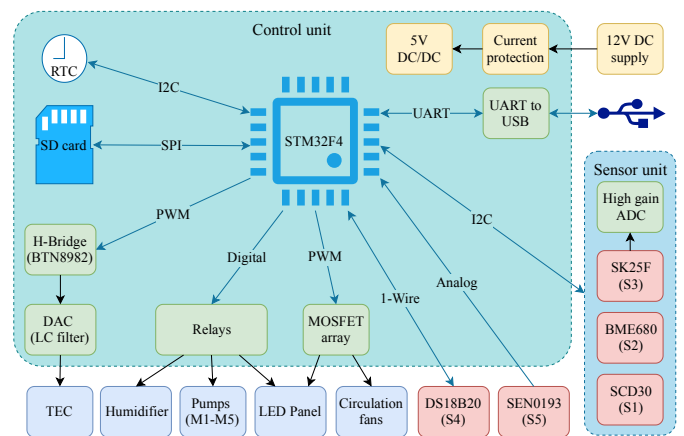 Control unit
RTC
I2C
5V
DC/DC
Current
protection
12V DC
supply
SD card
SPI
STM32F4
UART
UART to
USB
Sensor unit
High gain
ADC
SK25F
(S3)
BME680
(S2)
SCD30
(S1)
I2C
PWM
Digital
PWM
1-Wire
Analog
H-Bridge
(BTN8982)
DAC
(LC filter)
Relays
MOSFET
array
TEC
Humidifier
Pumps
(M1-M5)
LED Panel
Circulation
fans
DS18B20
(S4)
SEN0193
(S5)